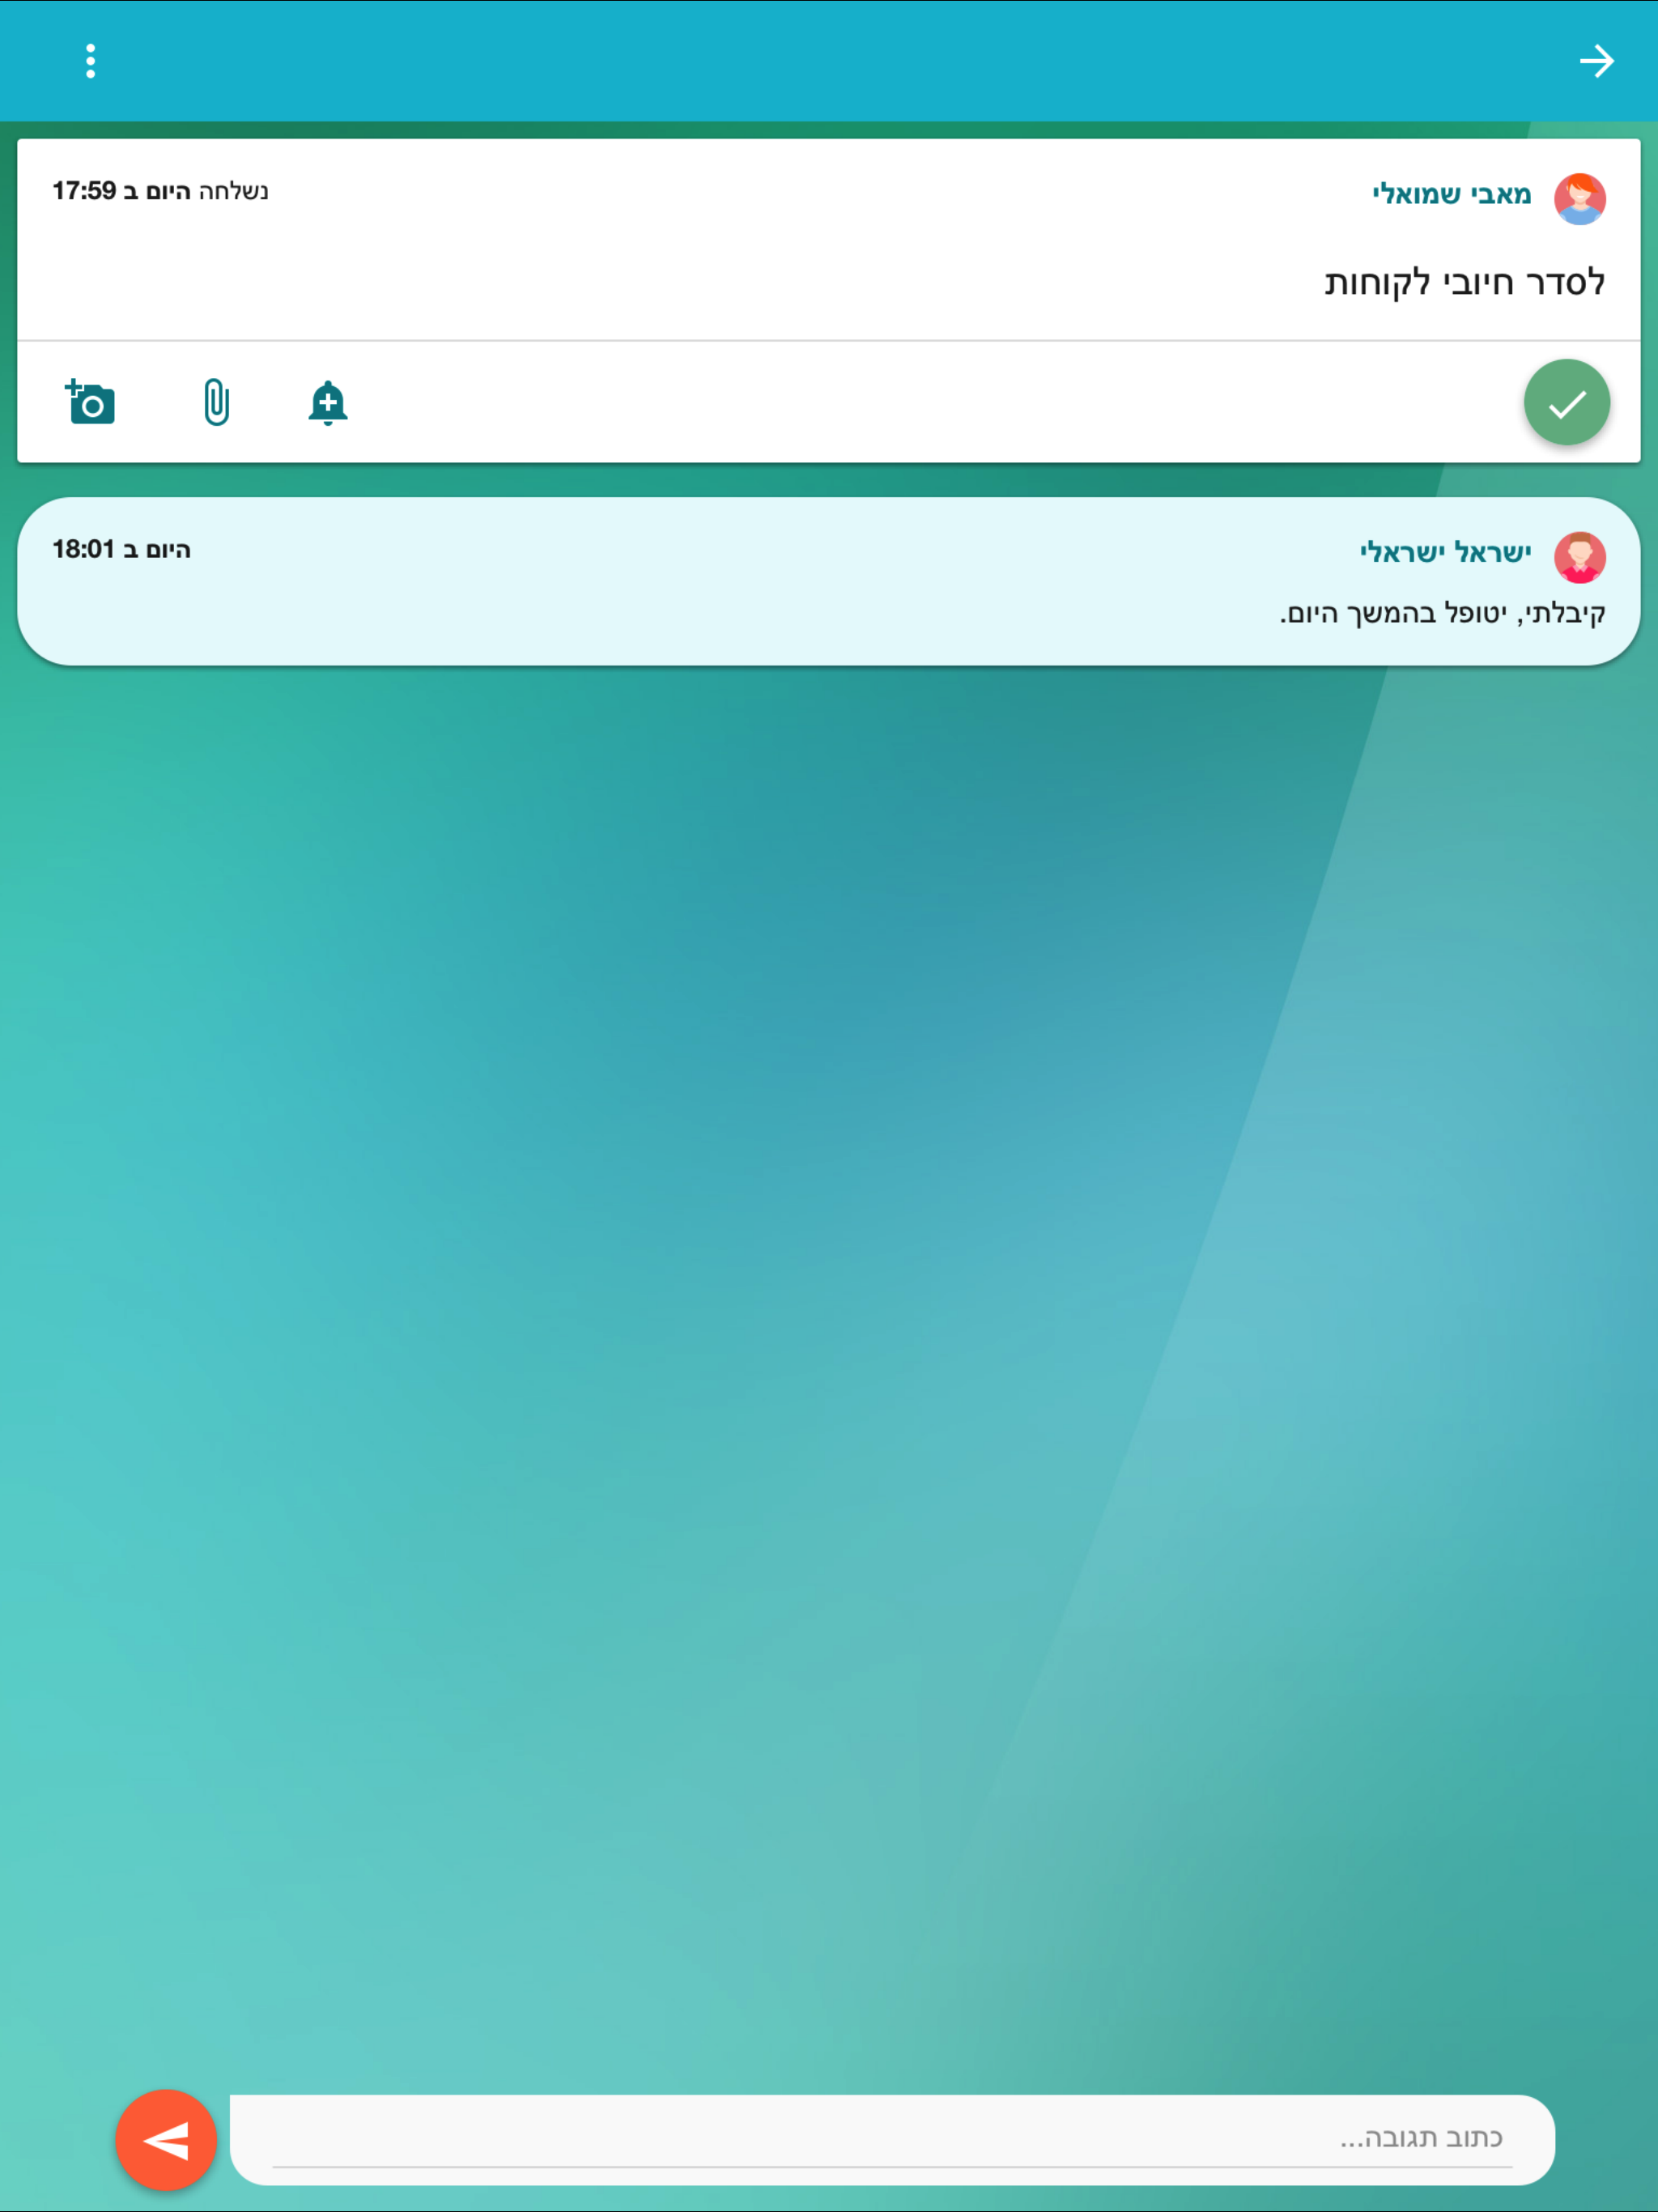 מאבי שמואלי
נשלחה היום ב 17:59
לסדר חיובי לקוחות
ישראל ישראלי
היום ב 18:01
קיבלתי, יטופל בהמשך היום.
כתוב תגובה...